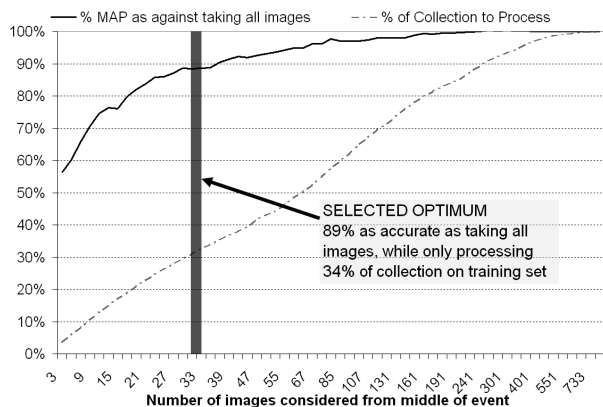 % MAP as against taking all images
% of Collection to Process
100%
90%
80%
70%
60%
50%
40%
30%
20%
10%
0%
SELECTED OPTIMUM
89% as accurate as taking all
images, while only processing
34% of collection on training set
3 9 15 21 27 33 39 47 55 67 85 107 131 161 191 241 301 401 551 733
Number of images considered from middle of event